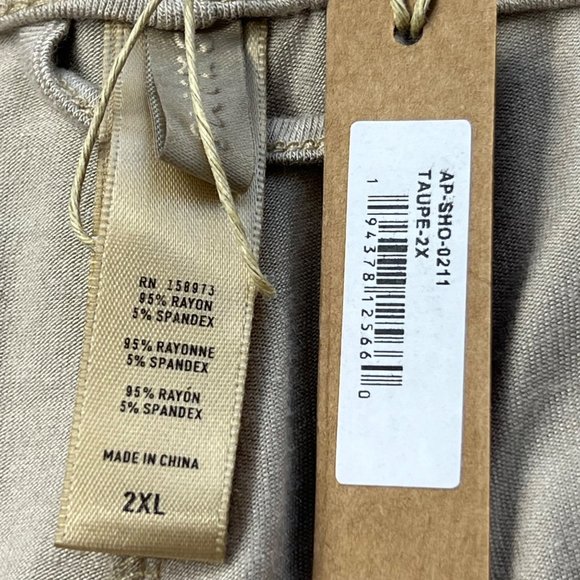 RN 158973
95% RAYON
5% SPANDEX
95% RAYONNE
5% SPANDEX
95% RAYÓN
5% SPANDEX
MADE IN CHINA
2XL
AP-SHO-0211
TAUPE-2X
1 94378 12566 0